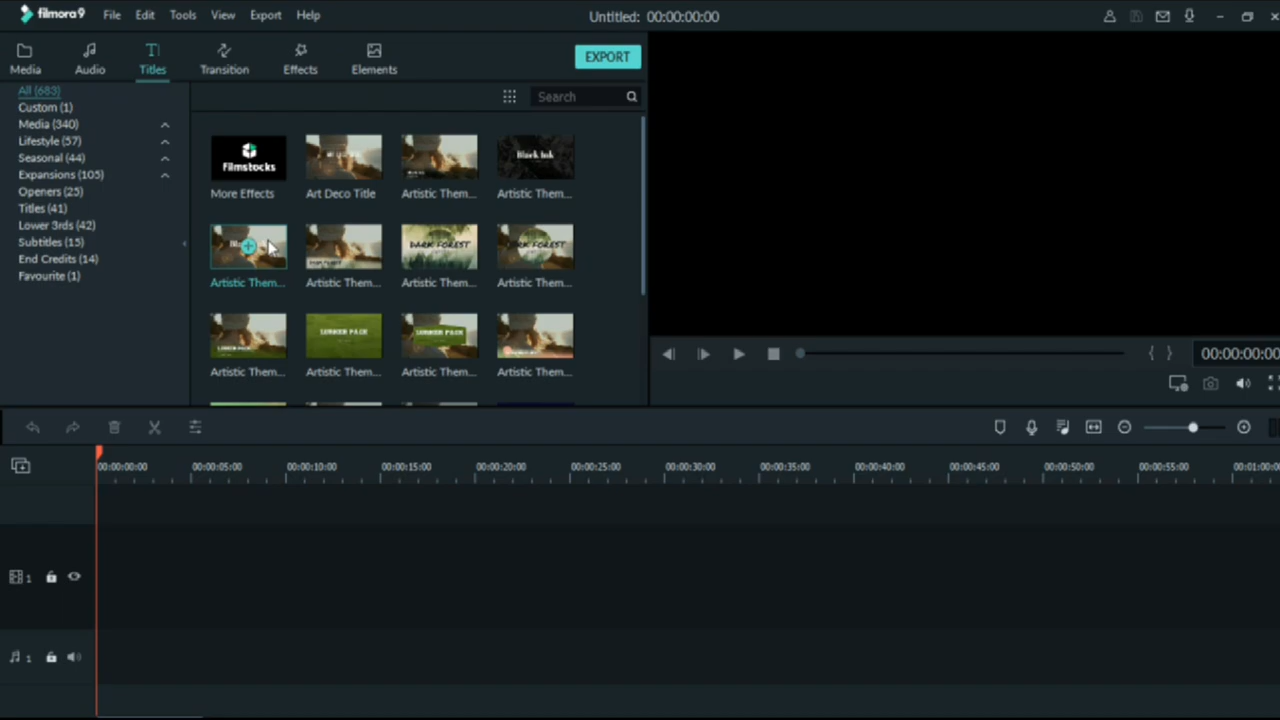 filmora9 File Edit Tools View Export Help
Untitled: 00:00:00:00
Media Audio Titles Transition Effects Elements
EXPORT
All (683)
Custom (1)
Media (340)
Lifestyle (57)
Seasonal (44)
Expansions (105)
Openers (25)
Titles (41)
Lower 3rds (42)
Subtitles (15)
End Credits (14)
Favourite (1)
Search
Filmstocks
Black Ink
More Effects Art Deco Title Artistic Them... Artistic Them...
DARK FOREST DARK FOREST
Artistic Them... Artistic Them... Artistic Them... Artistic Them...
SUMMER PACK SUMMER PACK
Artistic Them... Artistic Them... Artistic Them... Artistic Them...
00:00:00:00
00:00:00:00 00:00:05:00 00:00:10:00 00:00:15:00 00:00:20:00 00:00:25:00 00:00:30:00 00:00:35:00 00:00:40:00 00:00:45:00 00:00:50:00 00:00:55:00 00:01:00:0
1
1